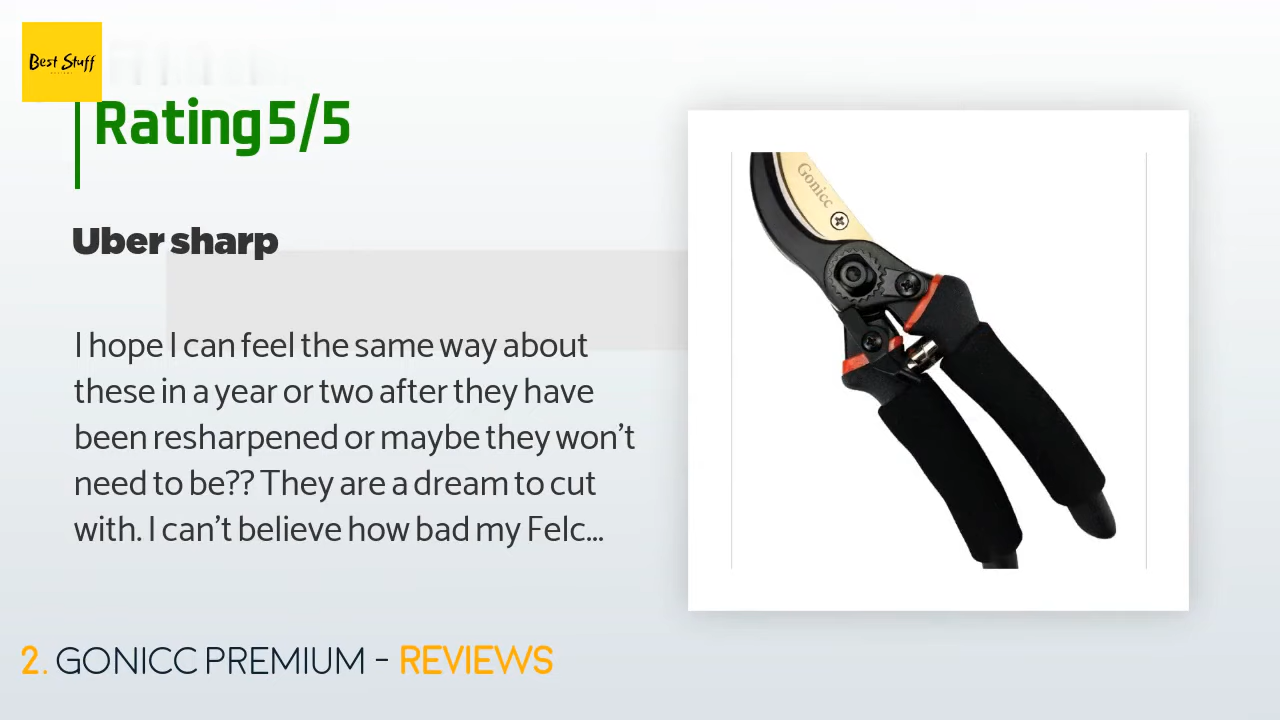 Best Stuff
Rating 5/5
Uber sharp
I hope I can feel the same way about
these in a year or two after they have
been resharpened or maybe they won't
need to be?? They are a dream to cut
with. I can't believe how bad my Felc...
Gonicc
2. GONICC PREMIUM - REVIEWS